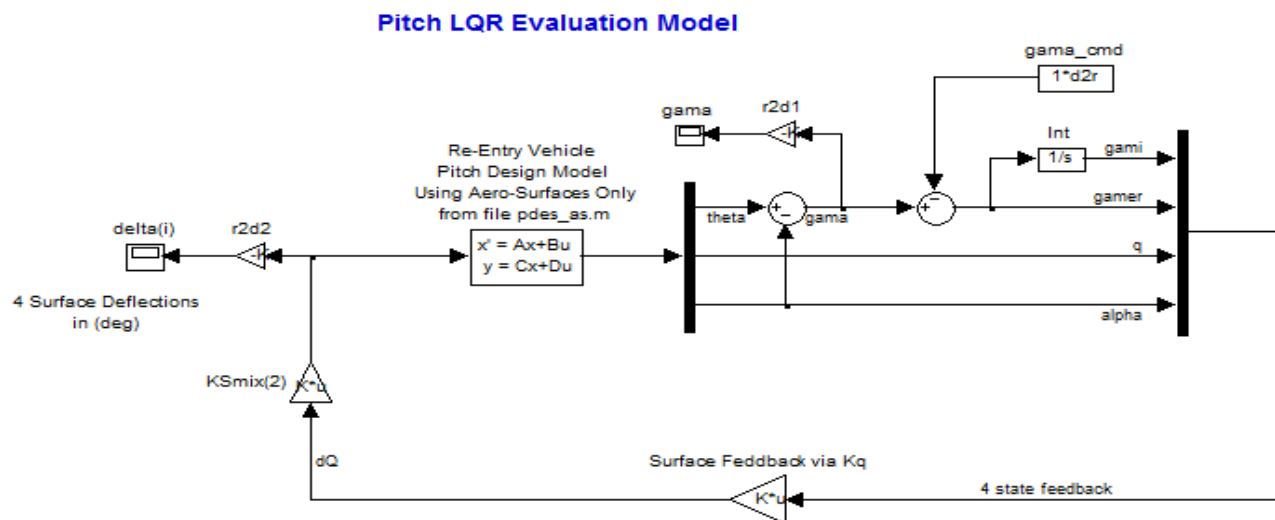 Pitch LQR Evaluation Model
gama_cmd
1*d2r
gama
r2d1
-K
Int
1/s
gami
Re-Entry Vehicle
Pitch Design Model
Using Aero-Surfaces Only
from file pdes_as.m
x' = Ax+Bu
y = Cx+Du
theta
gama
gamer
q
alpha
delta(i)
r2d2
-K
4 Surface Deflections
in (deg)
KSmix(2)
K*u
dQ
Surface Feddback via Kq
K*u
4 state feedback